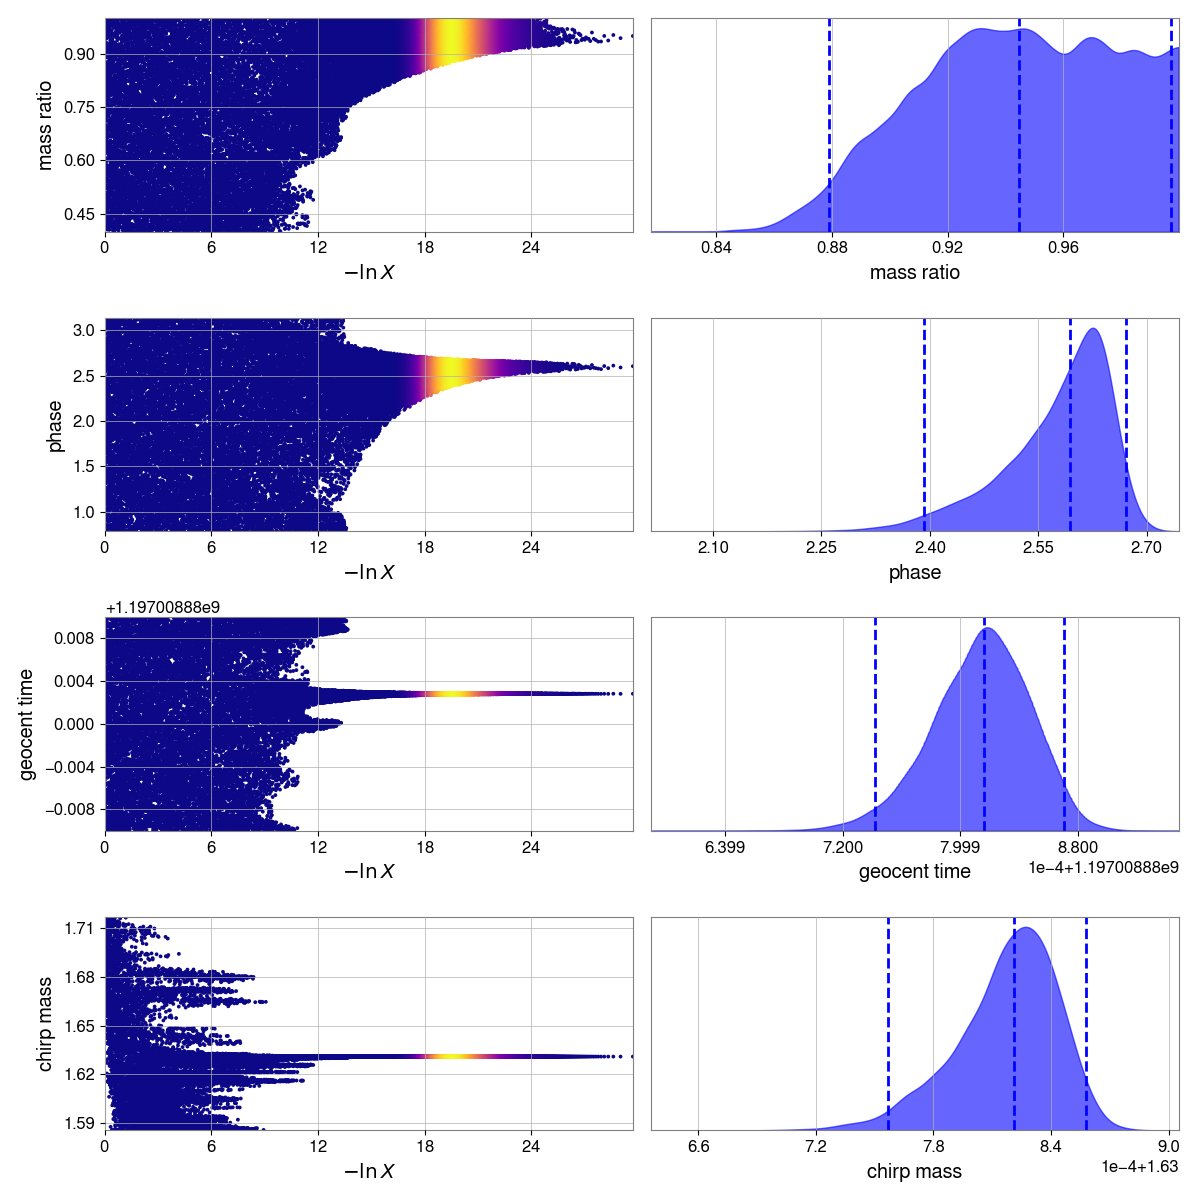 mass ratio
0.90
0.75
0.60
0.45
0 6 12 18 24
−ln X
0.84 0.88 0.92 0.96
mass ratio
phase
3.0
2.5
2.0
1.5
1.0
0 6 12 18 24
−ln X
2.10 2.25 2.40 2.55 2.70
phase
+1.19700888e9
geocent time
0.008
0.004
0.000
−0.004
−0.008
0 6 12 18 24
−ln X
6.399 7.200 7.999 8.800
geocent time
1e−4+1.19700888e9
chirp mass
1.71
1.68
1.65
1.62
1.59
0 6 12 18 24
−ln X
6.6 7.2 7.8 8.4 9.0
chirp mass
1e−4+1.63